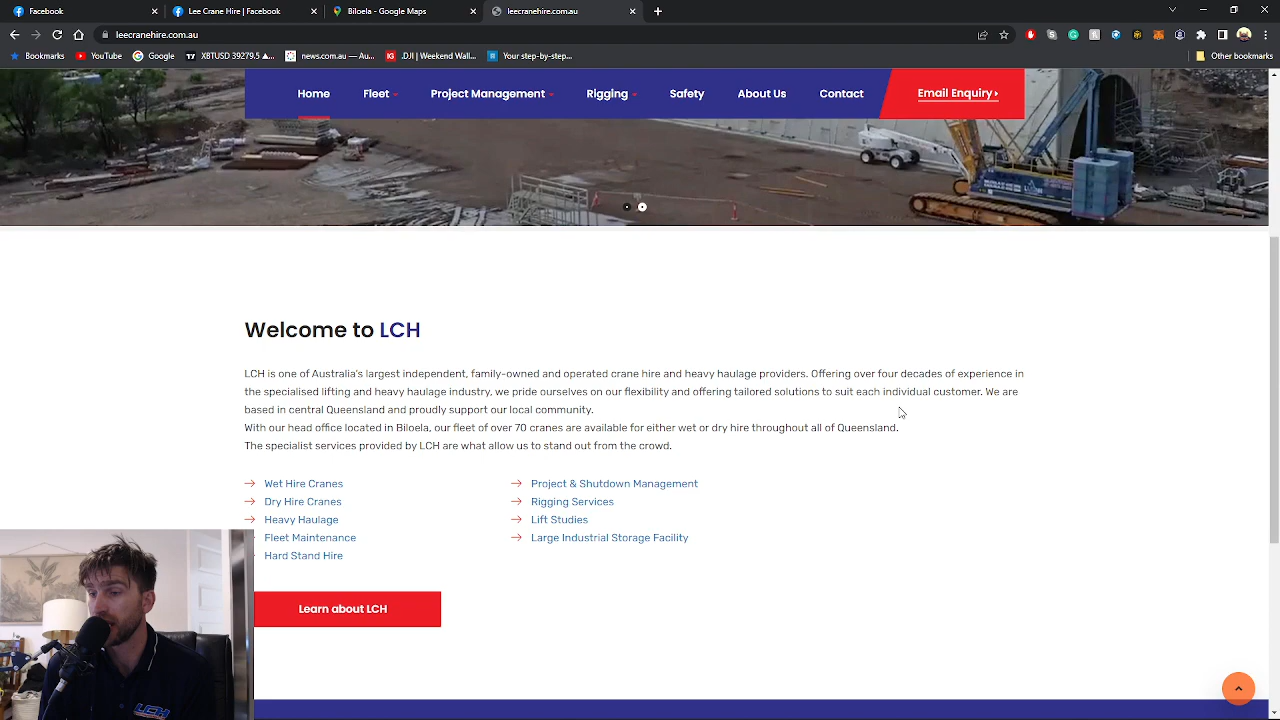 Facebook
Lee Crane Hire | Facebook
Lee Crane Hire - Google Maps
leecranehirecomau
leecranehire.com.au
Bookmarks
YouTube
Google
XBTUSD 39279.5 ▲...
news.com.au — Au...
.DJI | Weekend Wall...
Your step-by-step...
Other bookmarks
Home
Fleet
Project Management
Rigging
Safety
About Us
Contact
Email Enquiry
Welcome to LCH
LCH is one of Australia's largest independent, family-owned and operated crane hire and heavy haulage providers. Offering over four decades of experience in
the specialised lifting and heavy haulage industry, we pride ourselves on our flexibility and offering tailored solutions to suit each individual customer. We are
based in central Queensland and proudly support our local community.
With our head office located in Biloela, our fleet of over 70 cranes are available for either wet or dry hire throughout all of Queensland.
The specialist services provided by LCH are what allow us to stand out from the crowd.
Wet Hire Cranes
Dry Hire Cranes
Heavy Haulage
Fleet Maintenance
Hard Stand Hire
Project & Shutdown Management
Rigging Services
Lift Studies
Large Industrial Storage Facility
Learn about LCH
LCH